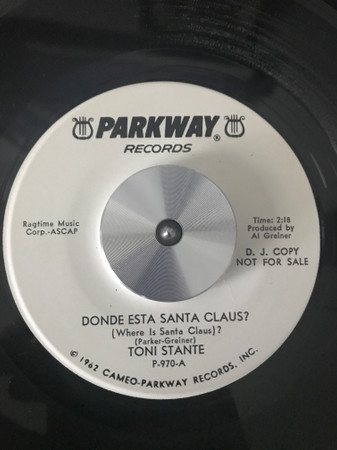 PARKWAY®
RECORDS
Ragtime Music
Corp.-ASCAP
Time: 2:18
Produced by
Al Greiner
D. J. COPY
NOT FOR SALE
DONDE ESTA SANTA CLAUS?
(Where Is Santa Claus)?
(Parker-Greiner)
TONI STANTE
P-970-A
© 1962 CAMEO-PARKWAY RECORDS, INC.